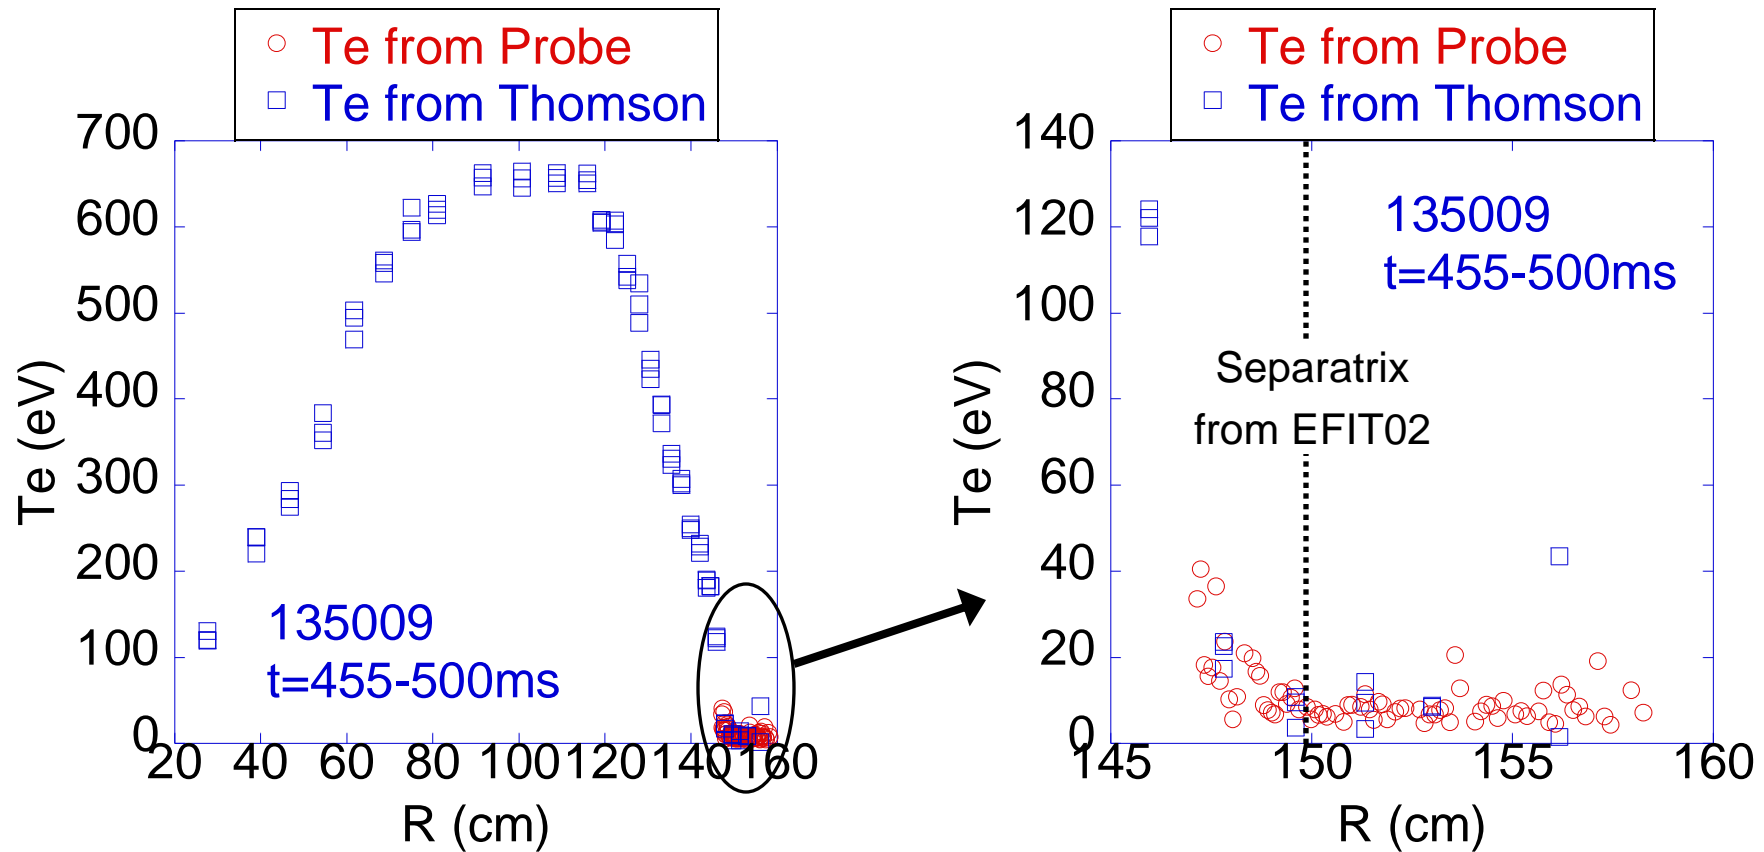 Te from Probe
Te from Thomson
700
600
500
400
300
200
100
0
Te (eV)
135009
t=455-500ms
20 40 60 80 100 120 140 160
R (cm)
Te from Probe
Te from Thomson
140
120
100
80
60
40
20
0
Te (eV)
135009
t=455-500ms
Separatrix
from EFIT02
145 150 155 160
R (cm)